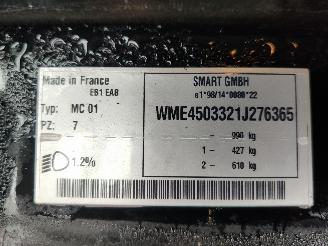 Made in France
EB1 EAB
Typ: MC 01
PZ: 7
1.2%
SMART GMBH
e1*98/14*0080*22
WME4503321J276365
- 990 kg
1 - 427 kg
2 - 610 kg